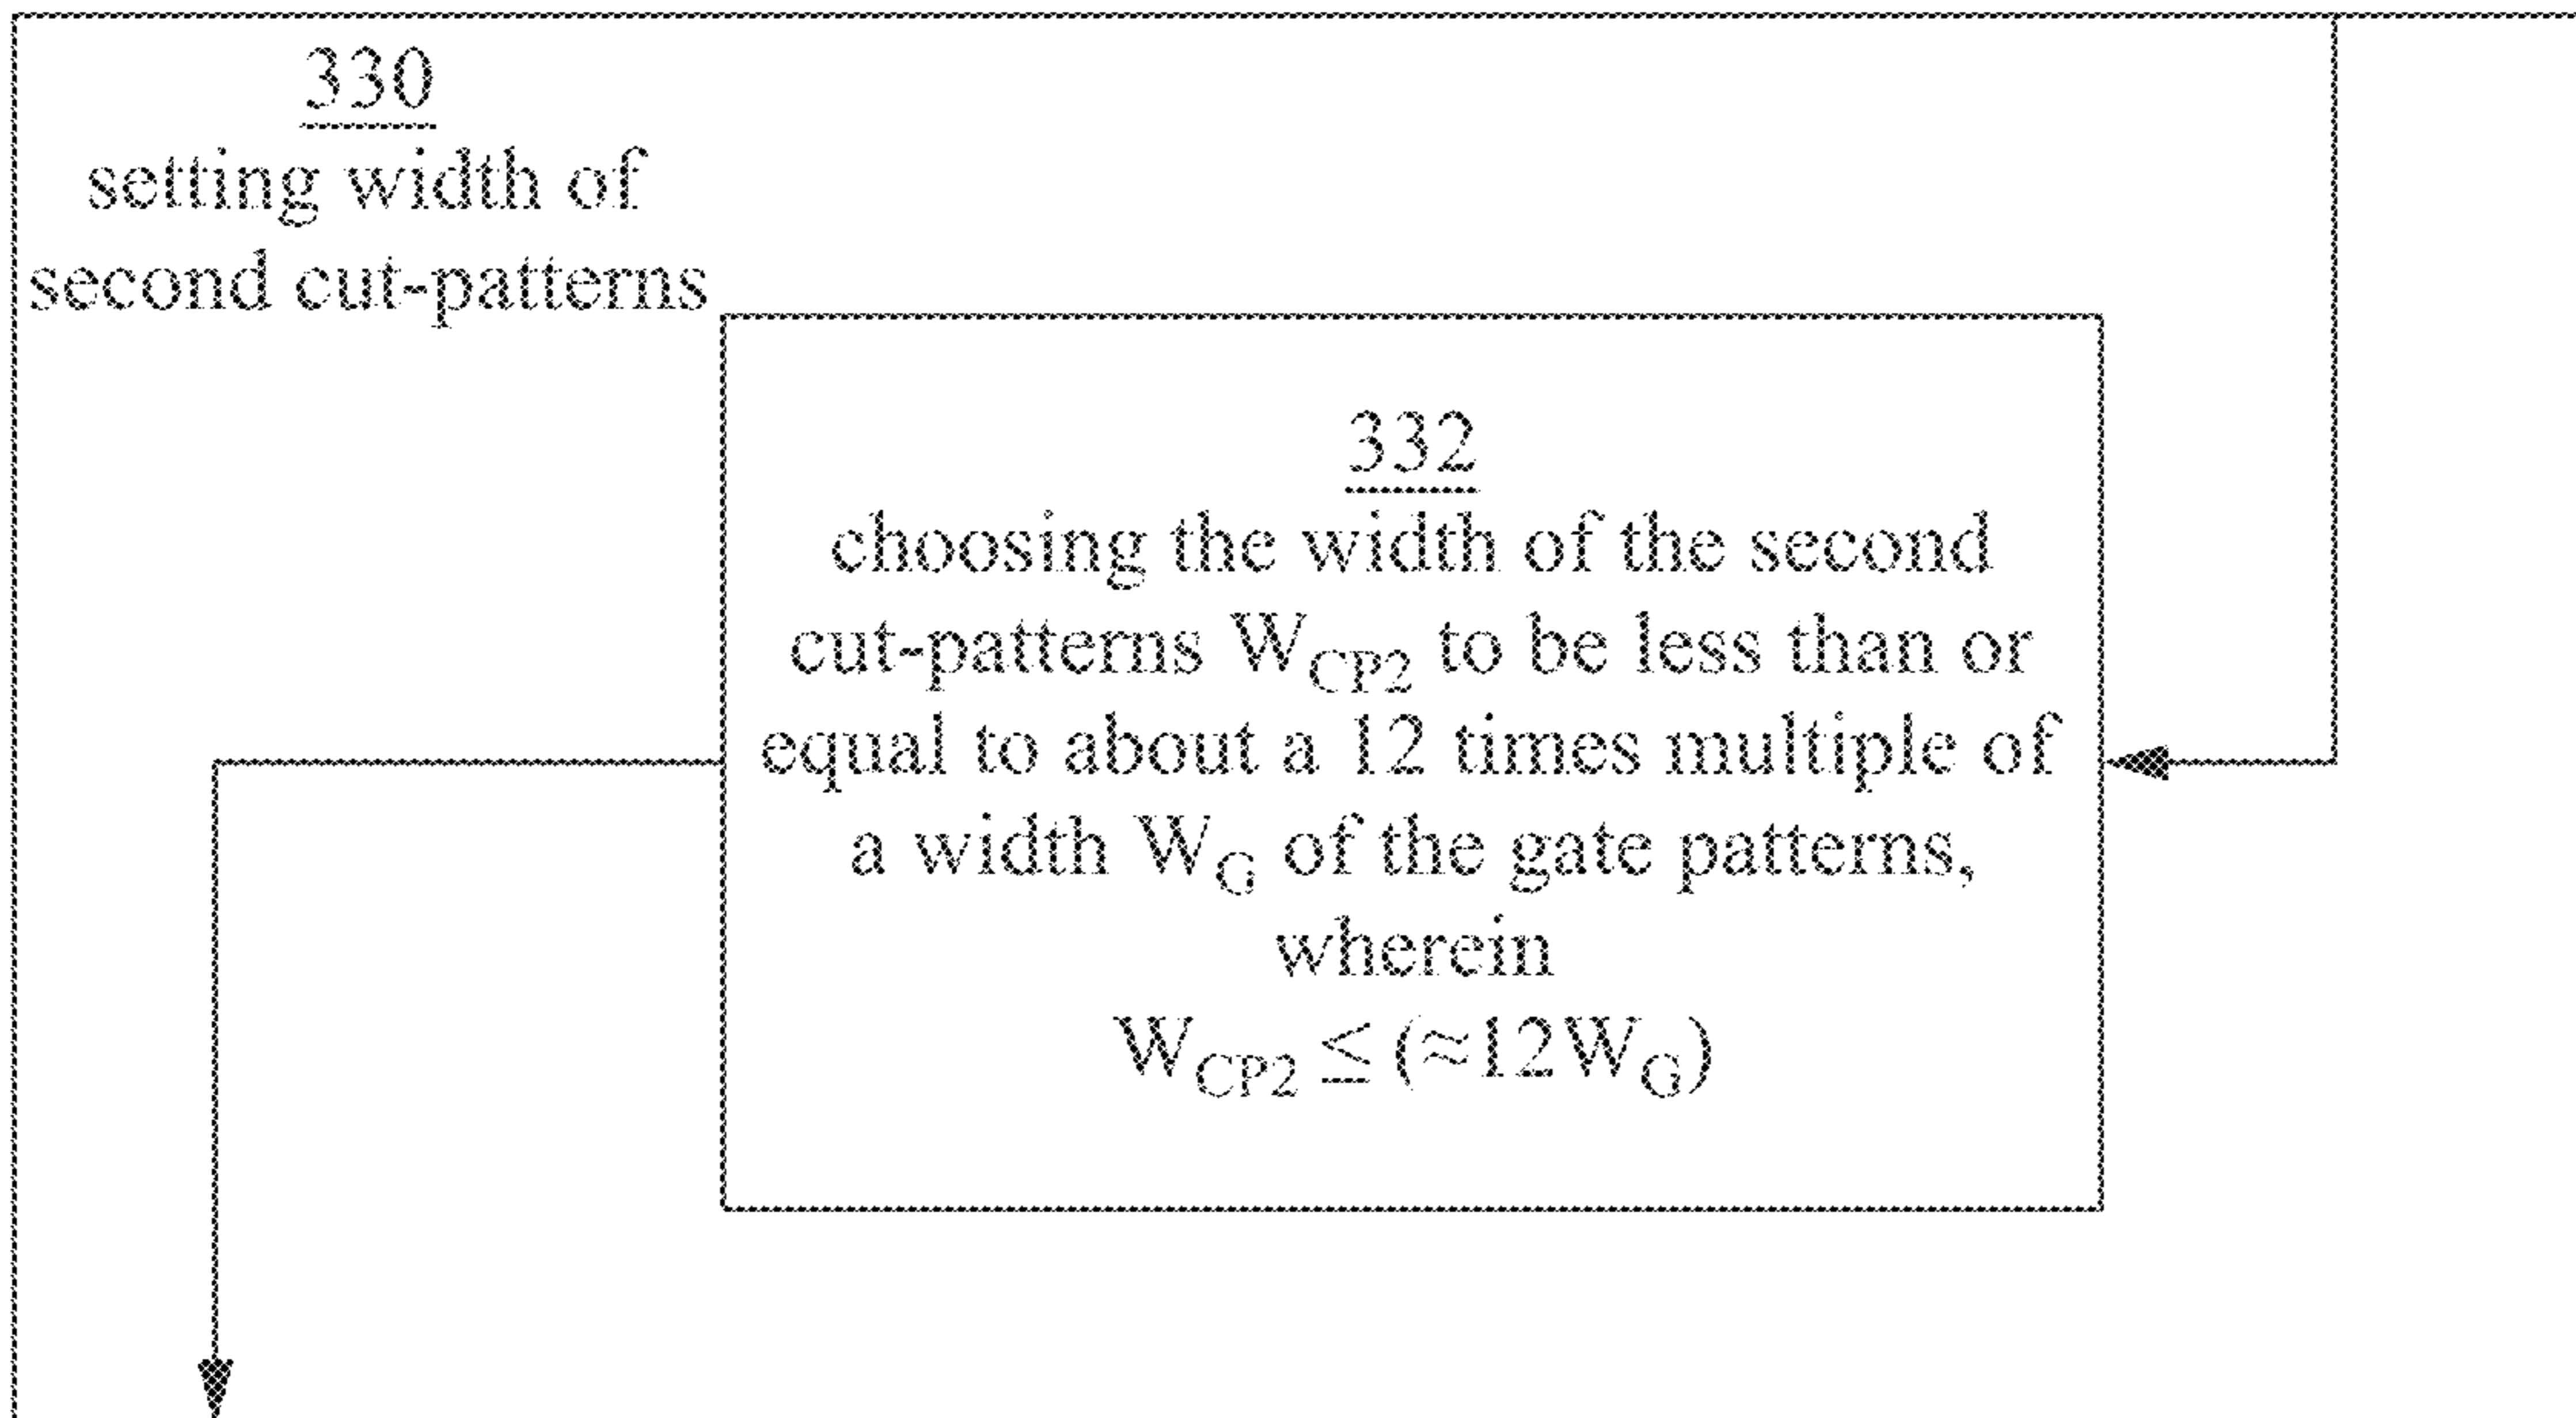 330
setting width of
second cut-patterns
332
choosing the width of the second
cut-patterns W_CP2 to be less than or
equal to about a 12 times multiple of
a width W_G of the gate patterns,
wherein
W_CP2 ≤ (≈12W_G)